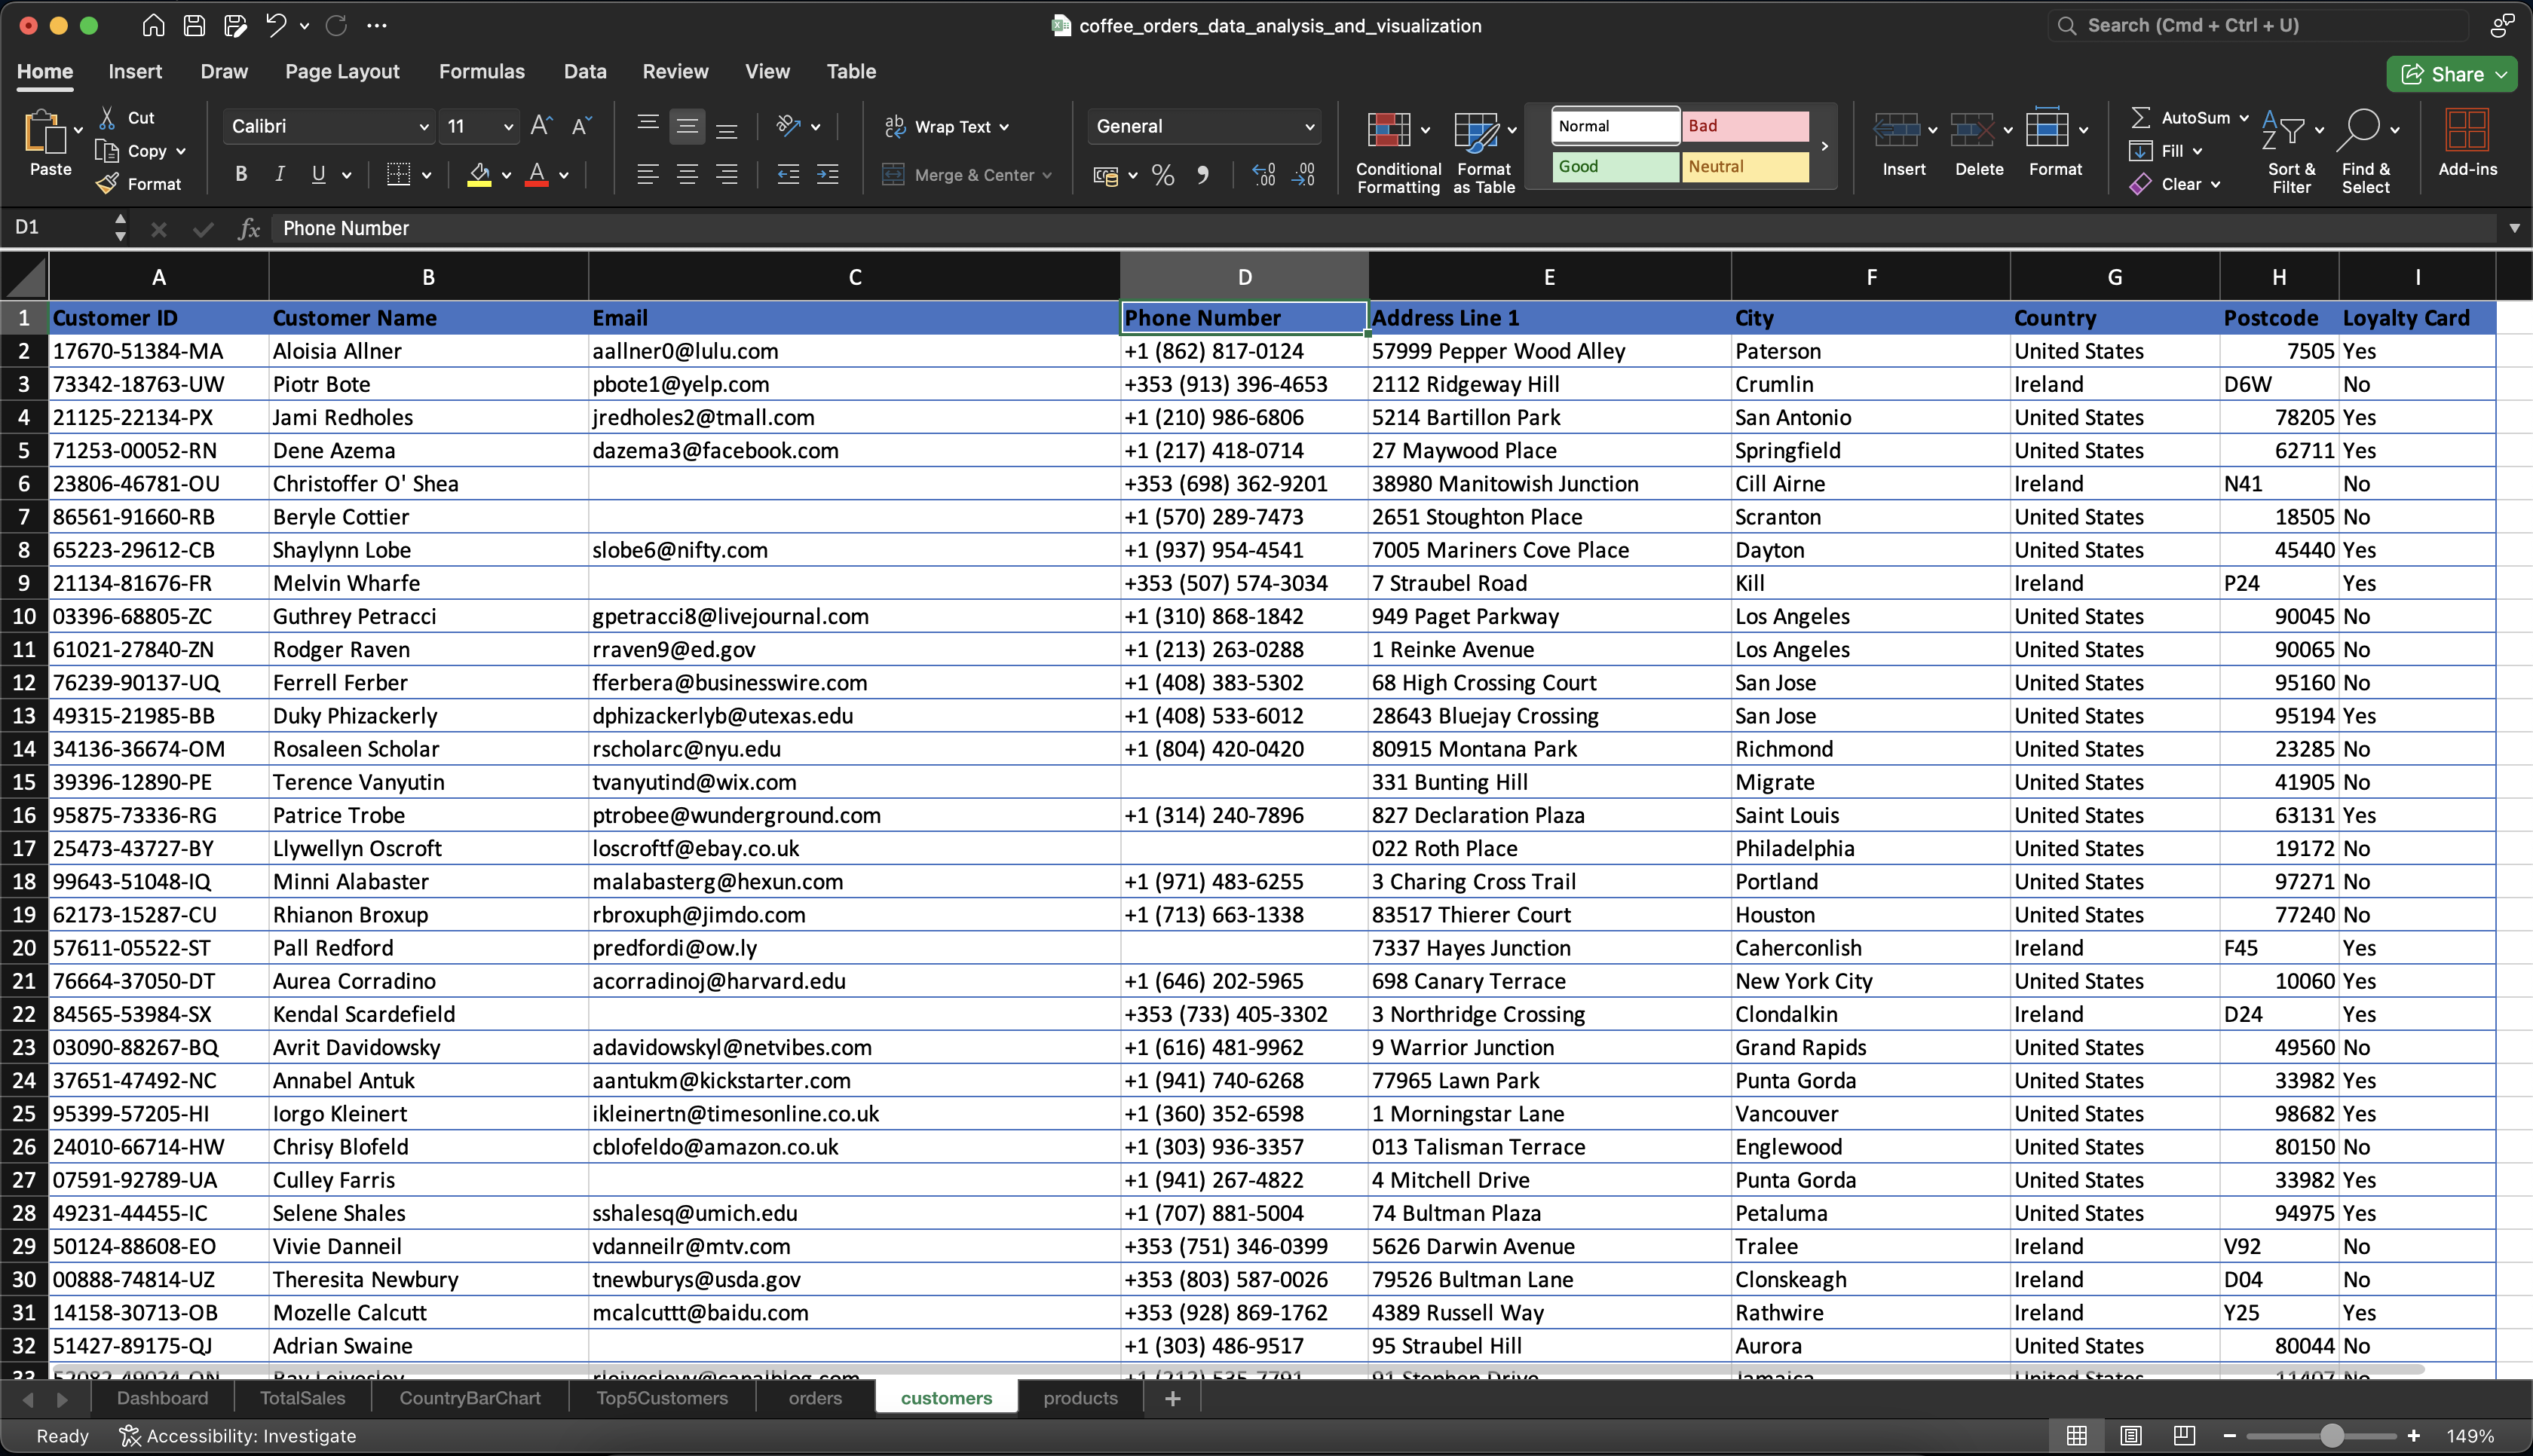 coffee_orders_data_analysis_and_visualization
Search (Cmd + Ctrl + U)
Home Insert Draw Page Layout Formulas Data Review View Table
Share
Paste
Cut
Copy
Format
Calibri 11
B I U
Wrap Text
Merge & Center
General
Conditional Formatting
Format as Table
Normal Bad
Good Neutral
Insert
Delete
Format
AutoSum
Fill
Clear
Sort & Filter
Find & Select
Add-ins
D1 fx Phone Number
A B C D E F G H I
1 Customer ID Customer Name Email Phone Number Address Line 1 City Country Postcode Loyalty Card
2 17670-51384-MA Aloisia Allner aallner0@lulu.com +1 (862) 817-0124 57999 Pepper Wood Alley Paterson United States 7505 Yes
3 73342-18763-UW Piotr Bote pbote1@yelp.com +353 (913) 396-4653 2112 Ridgeway Hill Crumlin Ireland D6W No
4 21125-22134-PX Jami Redholes jredholes2@tmall.com +1 (210) 986-6806 5214 Bartillon Park San Antonio United States 78205 Yes
5 71253-00052-RN Dene Azema dazema3@facebook.com +1 (217) 418-0714 27 Maywood Place Springfield United States 62711 Yes
6 23806-46781-OU Christoffer O' Shea +353 (698) 362-9201 38980 Manitowish Junction Cill Airne Ireland N41 No
7 86561-91660-RB Beryle Cottier +1 (570) 289-7473 2651 Stoughton Place Scranton United States 18505 No
8 65223-29612-CB Shaylynn Lobe slobe6@nifty.com +1 (937) 954-4541 7005 Mariners Cove Place Dayton United States 45440 Yes
9 21134-81676-FR Melvin Wharfe +353 (507) 574-3034 7 Straubel Road Kill Ireland P24 Yes
10 03396-68805-ZC Guthrey Petracci gpetracci8@livejournal.com +1 (310) 868-1842 949 Paget Parkway Los Angeles United States 90045 No
11 61021-27840-ZN Rodger Raven rraven9@ed.gov +1 (213) 263-0288 1 Reinke Avenue Los Angeles United States 90065 No
12 76239-90137-UQ Ferrell Ferber fferbera@businesswire.com +1 (408) 383-5302 68 High Crossing Court San Jose United States 95160 No
13 49315-21985-BB Duky Phizackerly dphizackerlyb@utexas.edu +1 (408) 533-6012 28643 Bluejay Crossing San Jose United States 95194 Yes
14 34136-36674-OM Rosaleen Scholar rscholarc@nyu.edu +1 (804) 420-0420 80915 Montana Park Richmond United States 23285 No
15 39396-12890-PE Terence Vanyutin tvanyutind@wix.com 331 Bunting Hill Migrate United States 41905 No
16 95875-73336-RG Patrice Trobe ptrobee@wunderground.com +1 (314) 240-7896 827 Declaration Plaza Saint Louis United States 63131 Yes
17 25473-43727-BY Llywellyn Oscroft loscroftf@ebay.co.uk 022 Roth Place Philadelphia United States 19172 No
18 99643-51048-IQ Minni Alabaster malabasterg@hexun.com +1 (971) 483-6255 3 Charing Cross Trail Portland United States 97271 No
19 62173-15287-CU Rhianon Broxup rbroxuph@jimdo.com +1 (713) 663-1338 83517 Thierer Court Houston United States 77240 No
20 57611-05522-ST Pall Redford predfordi@ow.ly 7337 Hayes Junction Caherconlish Ireland F45 Yes
21 76664-37050-DT Aurea Corradino acorradinoj@harvard.edu +1 (646) 202-5965 698 Canary Terrace New York City United States 10060 Yes
22 84565-53984-SX Kendal Scardefield +353 (733) 405-3302 3 Northridge Crossing Clondalkin Ireland D24 Yes
23 03090-88267-BQ Avrit Davidowsky adavidowskyl@netvibes.com +1 (616) 481-9962 9 Warrior Junction Grand Rapids United States 49560 No
24 37651-47492-NC Annabel Antuk aantukm@kickstarter.com +1 (941) 740-6268 77965 Lawn Park Punta Gorda United States 33982 Yes
25 95399-57205-HI Iorgo Kleinert ikleinertn@timesonline.co.uk +1 (360) 352-6598 1 Morningstar Lane Vancouver United States 98682 Yes
26 24010-66714-HW Chrisy Blofeld cblofeldo@amazon.co.uk +1 (303) 936-3357 013 Talisman Terrace Englewood United States 80150 No
27 07591-92789-UA Culley Farris +1 (941) 267-4822 4 Mitchell Drive Punta Gorda United States 33982 Yes
28 49231-44455-IC Selene Shales sshalesq@umich.edu +1 (707) 881-5004 74 Bultman Plaza Petaluma United States 94975 Yes
29 50124-88608-EO Vivie Danneil vdanneilr@mtv.com +353 (751) 346-0399 5626 Darwin Avenue Tralee Ireland V92 No
30 00888-74814-UZ Theresita Newbury tnewburys@usda.gov +353 (803) 587-0026 79526 Bultman Lane Clonskeagh Ireland D04 No
31 14158-30713-OB Mozelle Calcutt mcalcuttt@baidu.com +353 (928) 869-1762 4389 Russell Way Rathwire Ireland Y25 Yes
32 51427-89175-QJ Adrian Swaine +1 (303) 486-9517 95 Straubel Hill Aurora United States 80044 No
Dashboard TotalSales CountryBarChart Top5Customers orders customers products +
Ready Accessibility: Investigate 149%